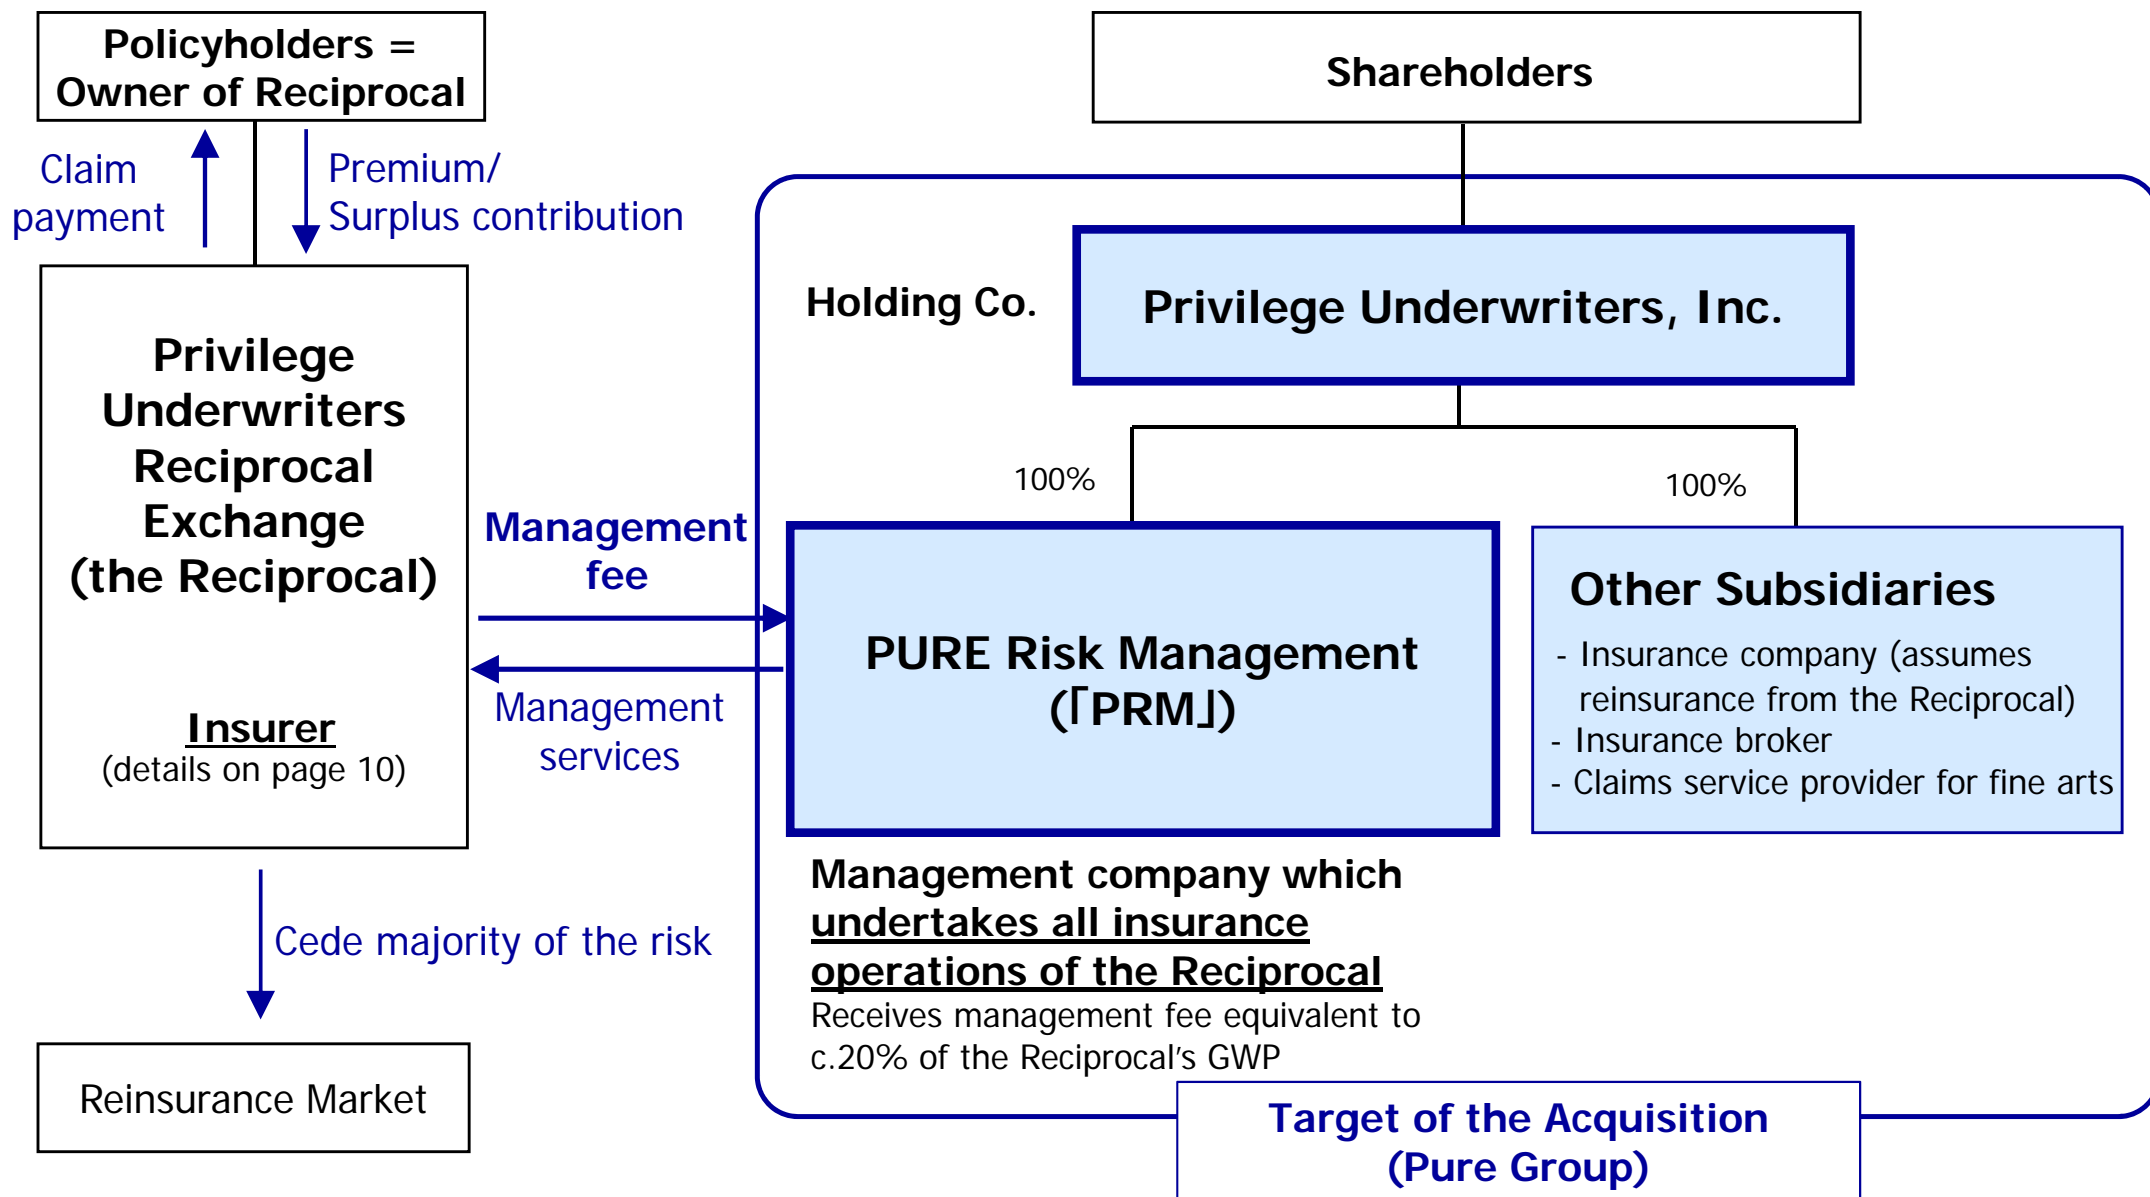 Policyholders =
Owner of Reciprocal
Shareholders
Claim
payment
Premium/
Surplus contribution
Privilege
Underwriters
Reciprocal
Exchange
(the Reciprocal)
Insurer
(details on page 10)
Holding Co.
Privilege Underwriters, Inc.
100%
100%
Management
fee
Management
services
PURE Risk Management
(｢PRM｣)
Other Subsidiaries
- Insurance company (assumes
reinsurance from the Reciprocal)
- Insurance broker
- Claims service provider for fine arts
Management company which
undertakes all insurance
operations of the Reciprocal
Receives management fee equivalent to
c.20% of the Reciprocal's GWP
Cede majority of the risk
Reinsurance Market
Target of the Acquisition
(Pure Group)